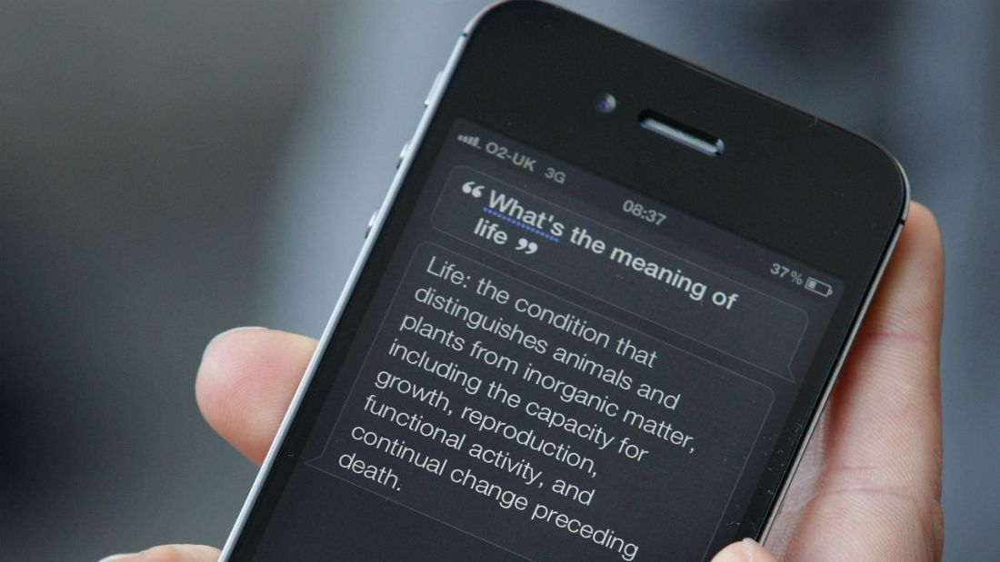 O2-UK 3G 08:37 37%
“ What's the meaning of
life ”
Life: the condition that
distinguishes animals and
plants from inorganic matter,
including the capacity for
growth, reproduction,
functional activity, and
continual change preceding
death.